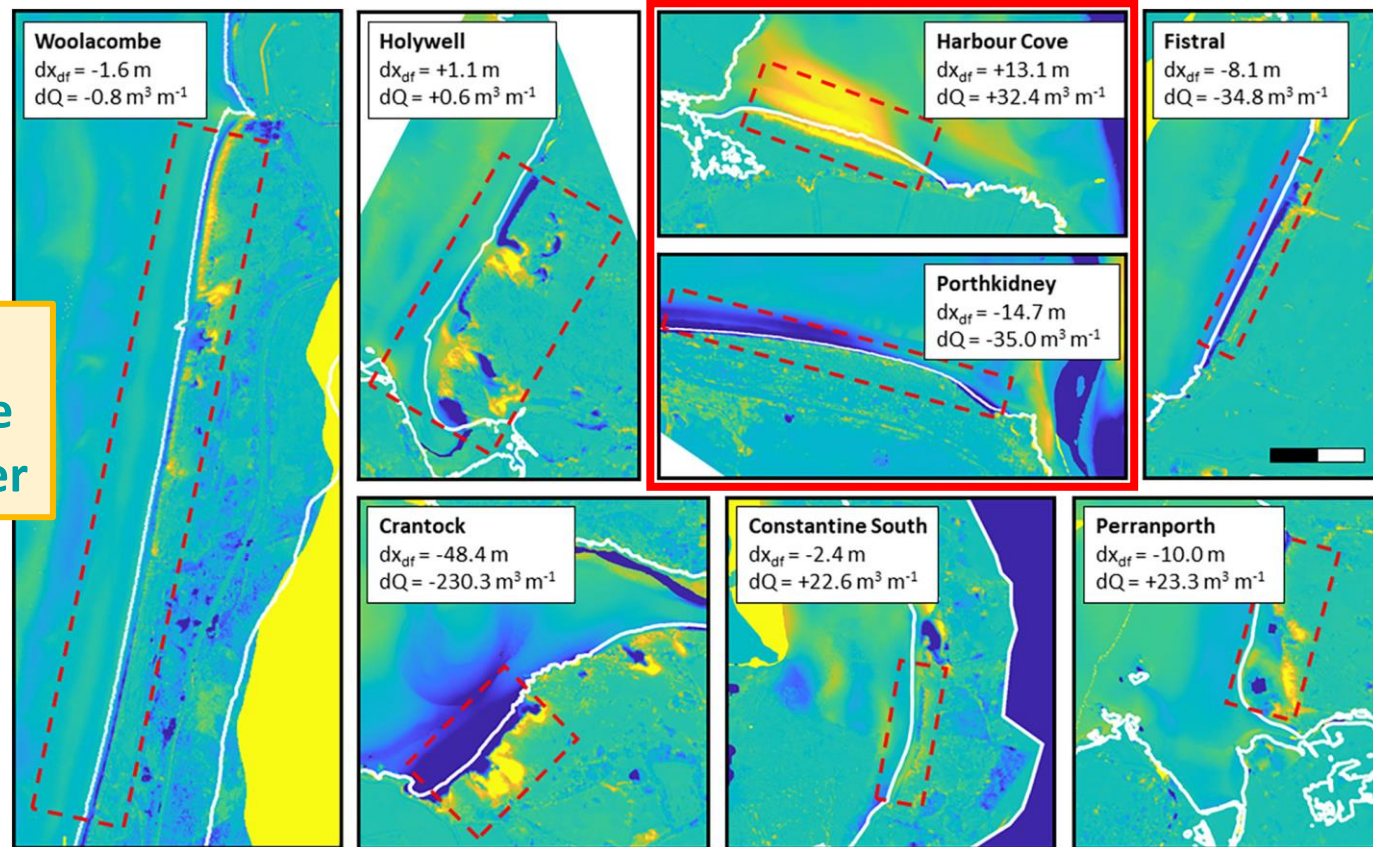 Woolacombe
dx_df = -1.6 m
dQ = -0.8 m³ m⁻¹
Holywell
dx_df = +1.1 m
dQ = +0.6 m³ m⁻¹
Harbour Cove
dx_df = +13.1 m
dQ = +32.4 m³ m⁻¹
Fistral
dx_df = -8.1 m
dQ = -34.8 m³ m⁻¹
Porthkidney
dx_df = -14.7 m
dQ = -35.0 m³ m⁻¹
Crantock
dx_df = -48.4 m
dQ = -230.3 m³ m⁻¹
Constantine South
dx_df = -2.4 m
dQ = +22.6 m³ m⁻¹
Perranporth
dx_df = -10.0 m
dQ = +23.3 m³ m⁻¹